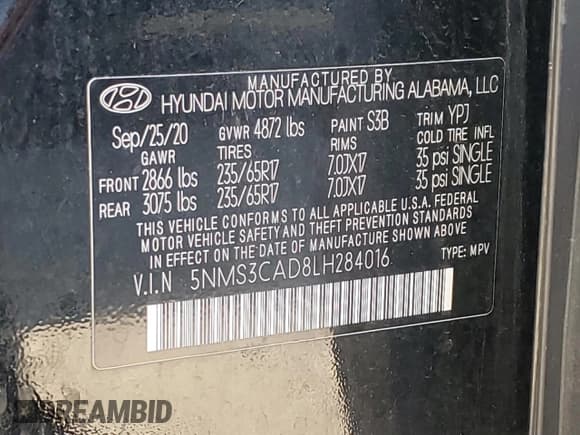 MANUFACTURED BY
HYUNDAI MOTOR MANUFACTURING ALABAMA, LLC
Sep/25/20 GVWR 4872 lbs PAINT S3B TRIM YPJ
GAWR TIRES RIMS COLD TIRE INFL
FRONT 2866 lbs 235/65R17 7.0JX17 35 psi SINGLE
REAR 3075 lbs 235/65R17 7.0JX17 35 psi SINGLE
THIS VEHICLE CONFORMS TO ALL APPLICABLE U.S.A. FEDERAL
MOTOR VEHICLE SAFETY AND THEFT PREVENTION STANDARDS
IN EFFECT ON THE DATE OF MANUFACTURE SHOWN ABOVE.
V.I.N 5NMS3CAD8LH284016 TYPE: MPV
DREAMBID